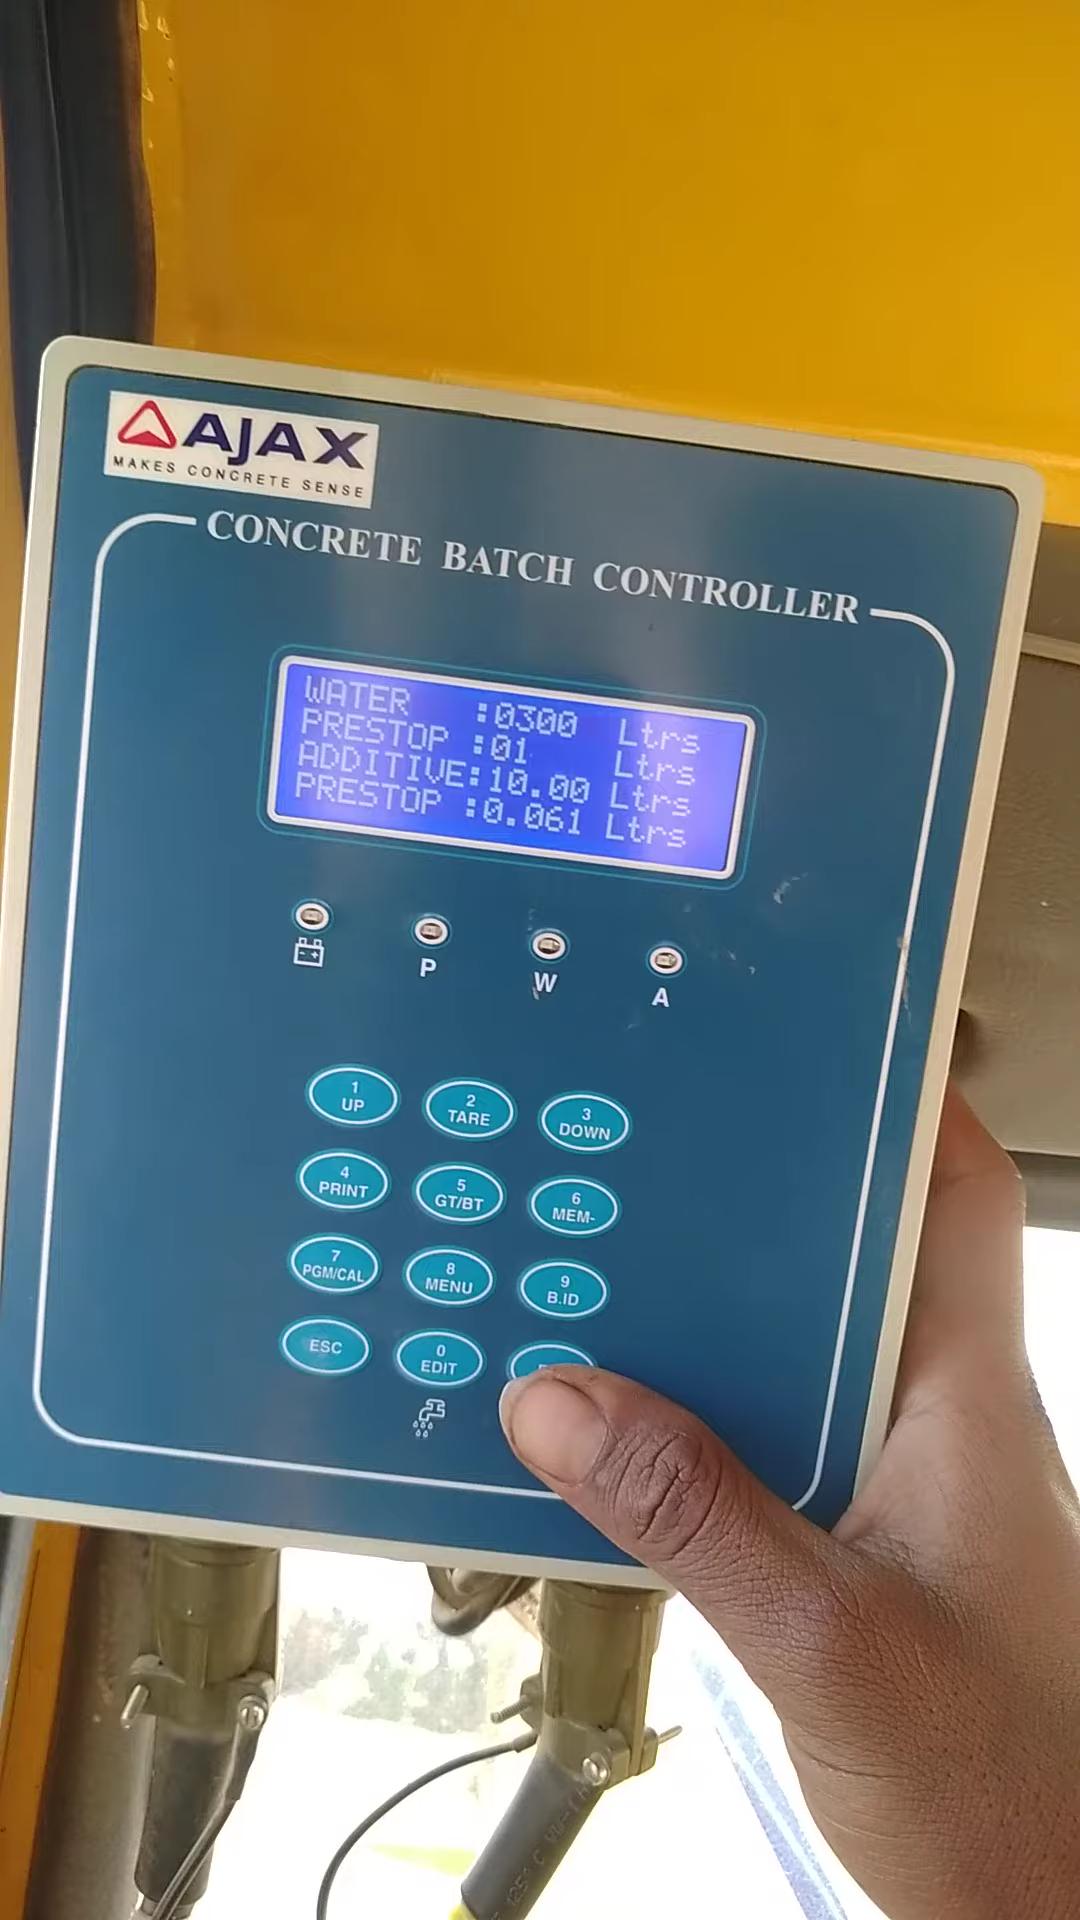 AJAX
MAKES CONCRETE SENSE
CONCRETE BATCH CONTROLLER
WATER :0300 Ltrs
PRESTOP :01 Ltrs
ADDITIVE:10.00 Ltrs
PRESTOP :0.061 Ltrs
P W A
1 UP
2 TARE
3 DOWN
4 PRINT
5 GT/BT
6 MEM-
7 PGM/CAL
8 MENU
9 B.ID
ESC
0 EDIT
125° C